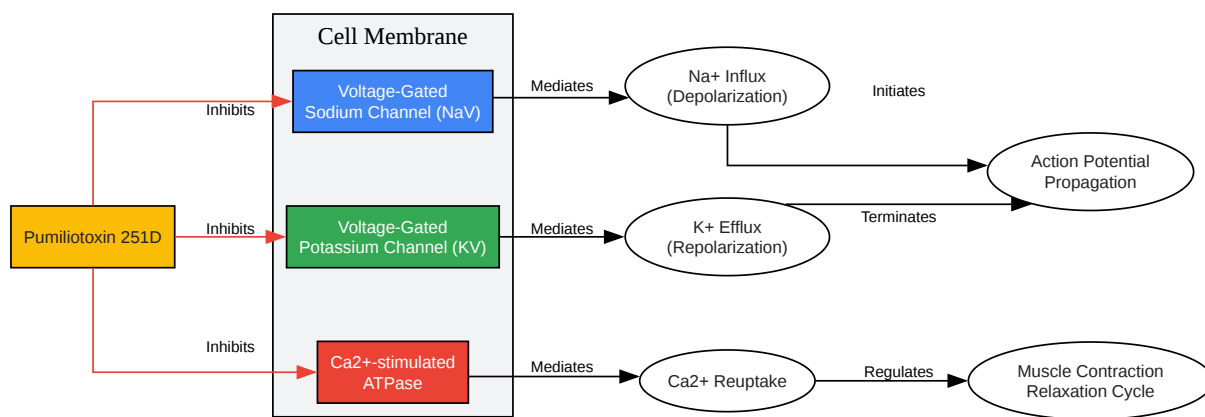 Cell Membrane
Voltage-Gated
Sodium Channel (NaV)
Inhibits
Mediates
Na+ Influx
(Depolarization)
Initiates
Action Potential
Propagation
Pumiliotoxin 251D
Inhibits
Voltage-Gated
Potassium Channel (KV)
Mediates
K+ Efflux
(Repolarization)
Terminates
Inhibits
Ca2+-stimulated
ATPase
Mediates
Ca2+ Reuptake
Regulates
Muscle Contraction
Relaxation Cycle